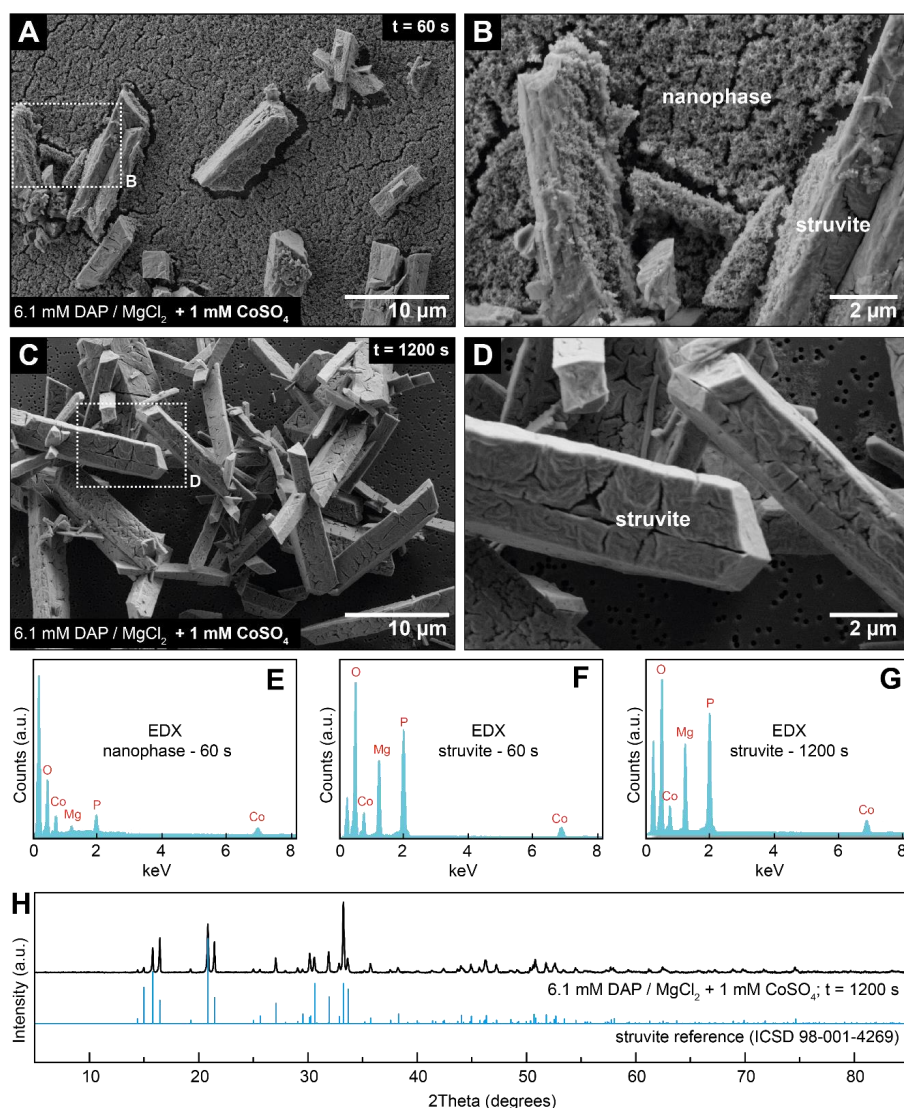 A
t = 60 s
B
6.1 mM DAP / MgCl₂ + 1 mM CoSO₄
10 µm
B
nanophase
struvite
2 µm
C
t = 1200 s
D
6.1 mM DAP / MgCl₂ + 1 mM CoSO₄
10 µm
D
struvite
2 µm
E
EDX
nanophase - 60 s
Counts (a.u.)
O
Co
Mg
P
Co
0 2 4 6 8
keV
F
EDX
struvite - 60 s
Counts (a.u.)
O
Co
Mg
P
Co
0 2 4 6 8
keV
G
EDX
struvite - 1200 s
Counts (a.u.)
O
Co
Mg
P
Co
0 2 4 6 8
keV
H
Intensity (a.u.)
6.1 mM DAP / MgCl₂ + 1 mM CoSO₄; t = 1200 s
struvite reference (ICSD 98-001-4269)
10 20 30 40 50 60 70 80
2Theta (degrees)